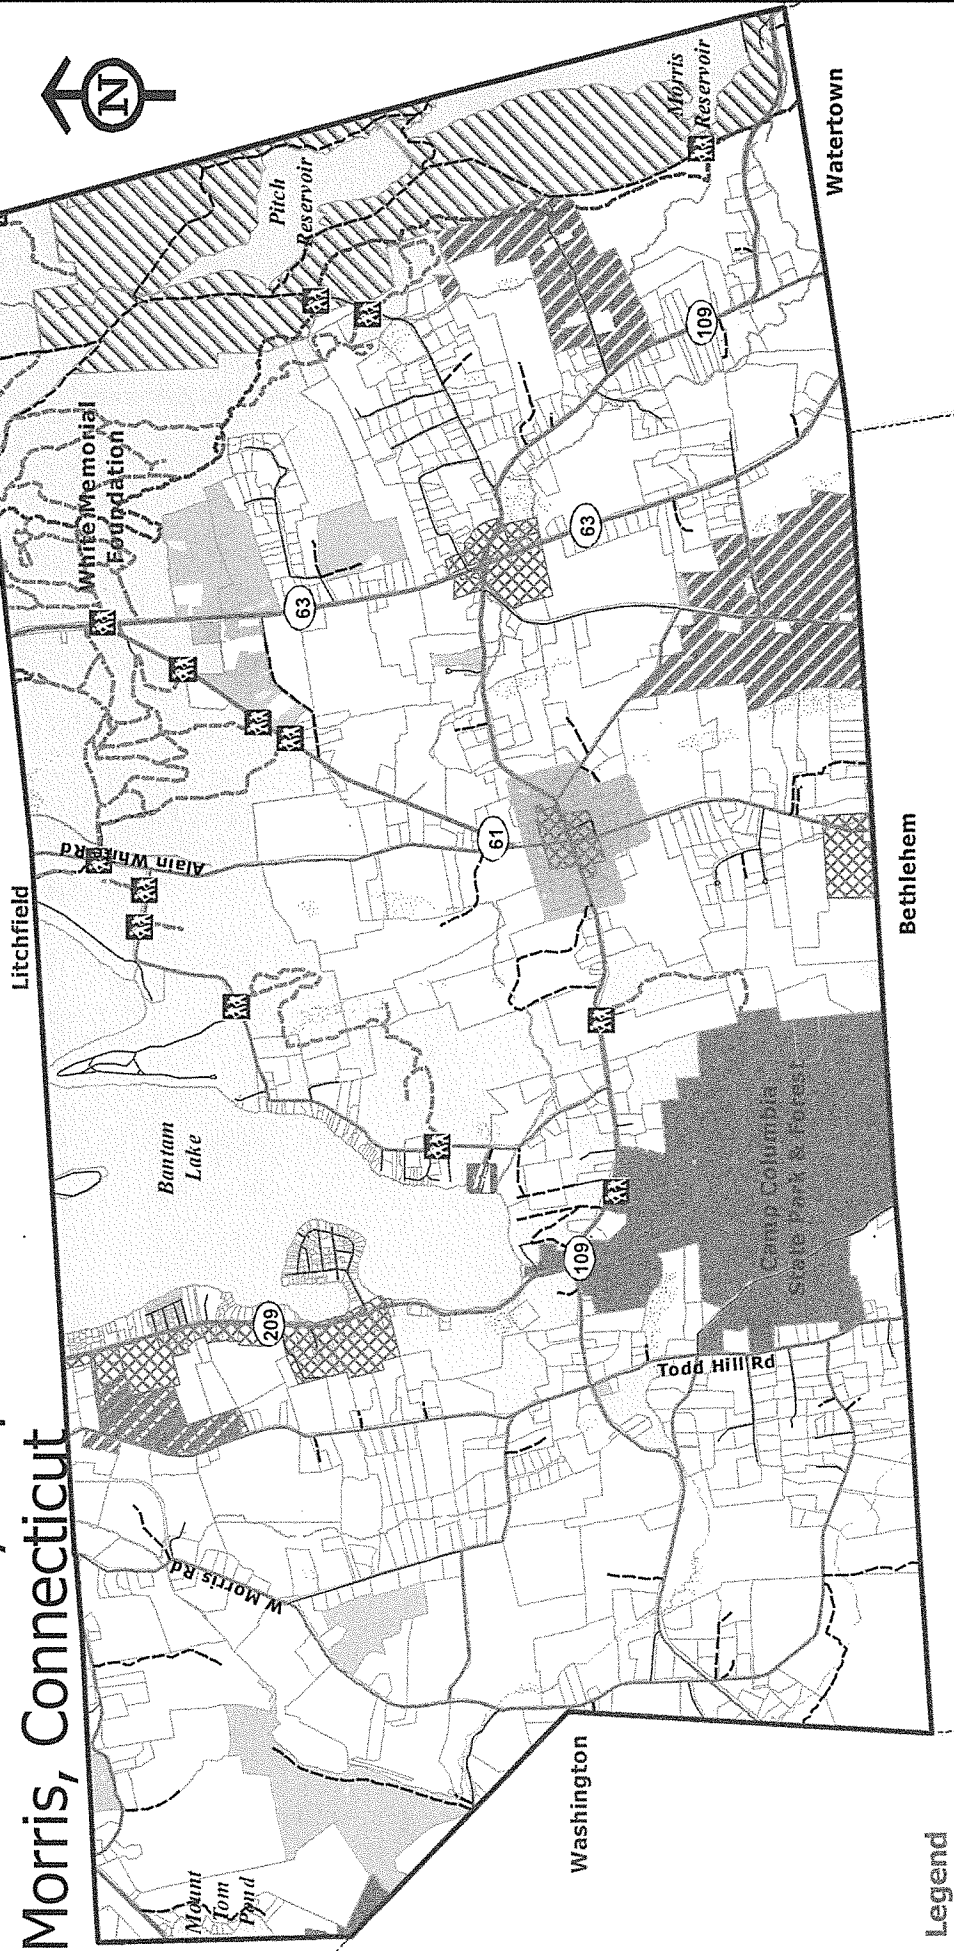 Morris, Connecticut
N
Litchfield
White Memorial
Foundation
Pitch
Reservoir
Morris
Reservoir
Alain White Rd
Bantam
Lake
209
W Morris Rd
Mount
Tom
Pond
63
61
63
109
109
Todd Hill Rd
Camp Columbia
State Park & Forest
Washington
Bethlehem
Watertown
Legend